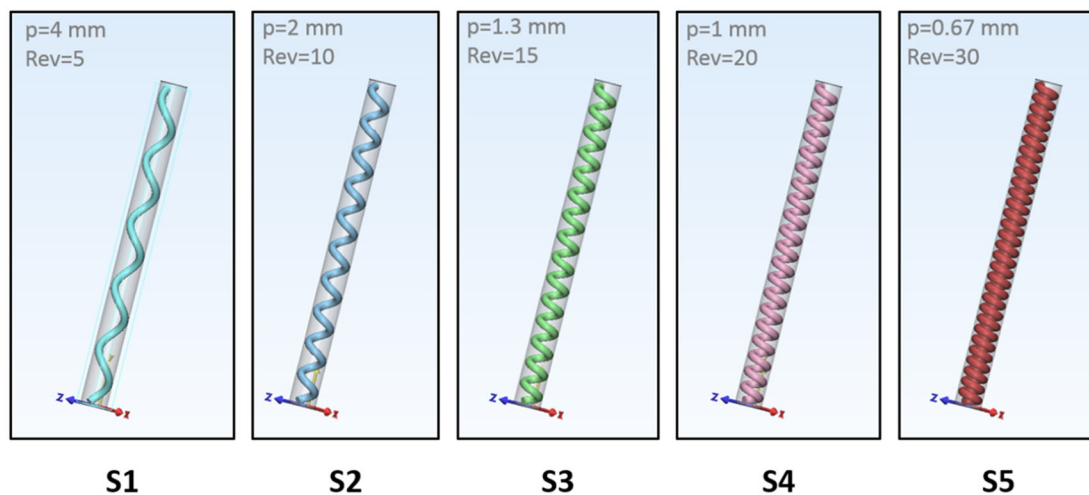 p=4 mm
Rev=5
p=2 mm
Rev=10
p=1.3 mm
Rev=15
p=1 mm
Rev=20
p=0.67 mm
Rev=30
Z X
Z X
Z X
Z X
Z X
S1 S2 S3 S4 S5